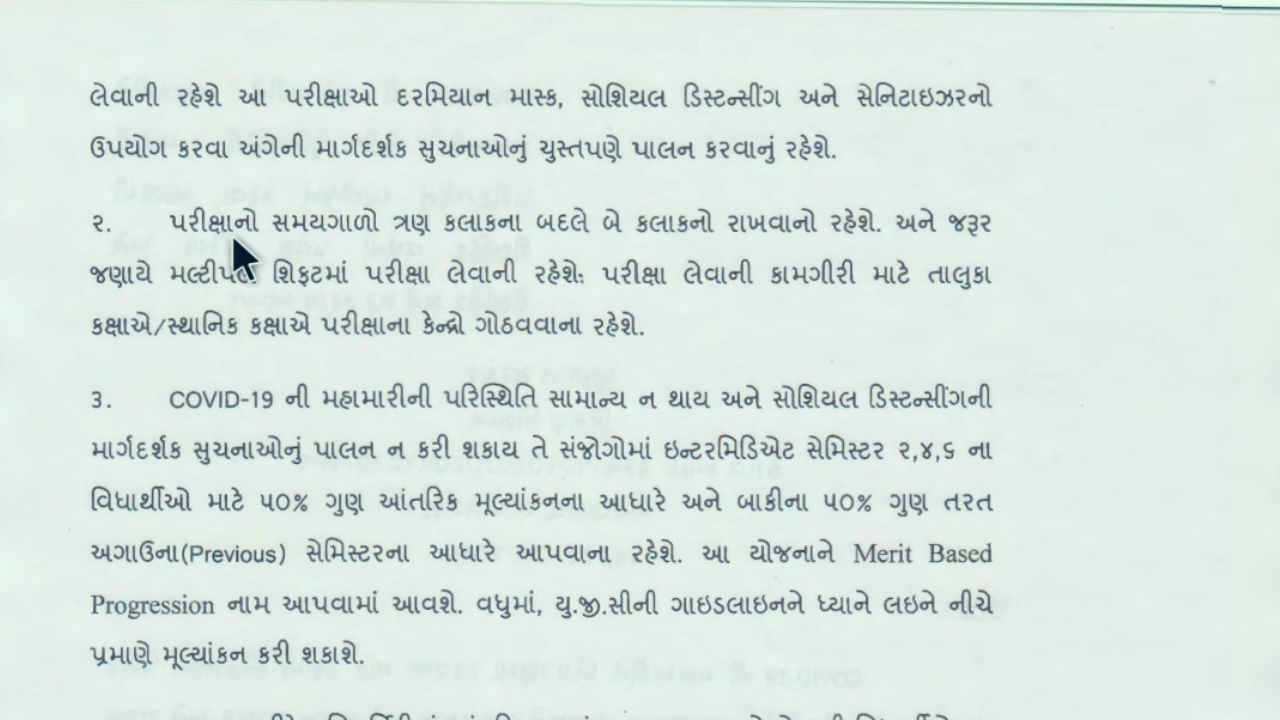 લેવાની રહેશે આ પરીક્ષાઓ દરમિયાન માસ્ક, સોશિયલ ડિસ્ટન્સીંગ અને સેનિટાઇઝરનો
ઉપયોગ કરવા અંગેની માર્ગદર્શક સુચનાઓનું ચુસ્તપણે પાલન કરવાનું રહેશે.
૨. પરીક્ષાનો સમયગાળો ત્રણ કલાકના બદલે બે કલાકનો રાખવાનો રહેશે. અને જરૂર
જણાયે શિફ્ટમાં પરીક્ષા લેવાની રહેશે; પરીક્ષા લેવાની કામગીરી માટે તાલુકા
કક્ષાએ/સ્થાનિક કક્ષાએ પરીક્ષાના કેન્દ્રો ગોઠવવાના રહેશે.
3. COVID-19 ની મહામારીની પરિસ્થિતિ સામાન્ય ન થાય અને સોશિયલ ડિસ્ટન્સીંગની
માર્ગદર્શક સુચનાઓનું પાલન ન કરી શકાય તે સંજોગોમાં ઇન્ટરમિડિએટ સેમિસ્ટર ૨,૪,૬ ના
વિધાર્થીઓ માટે ૫૦% ગુણ આંતરિક મૂલ્યાંકનના આધારે અને બાકીના ૫૦% ગુણ તરત
અગાઉના(Previous) સેમિસ્ટરના આધારે આપવાના રહેશે. આ યોજનાને Merit Based
Progression નામ આપવામાં આવશે. વધુમાં, યુ.જી.સીની ગાઇડલાઇનને ધ્યાને લઇને નીચે
પ્રમાણે મૂલ્યાંકન કરી શકાશે.